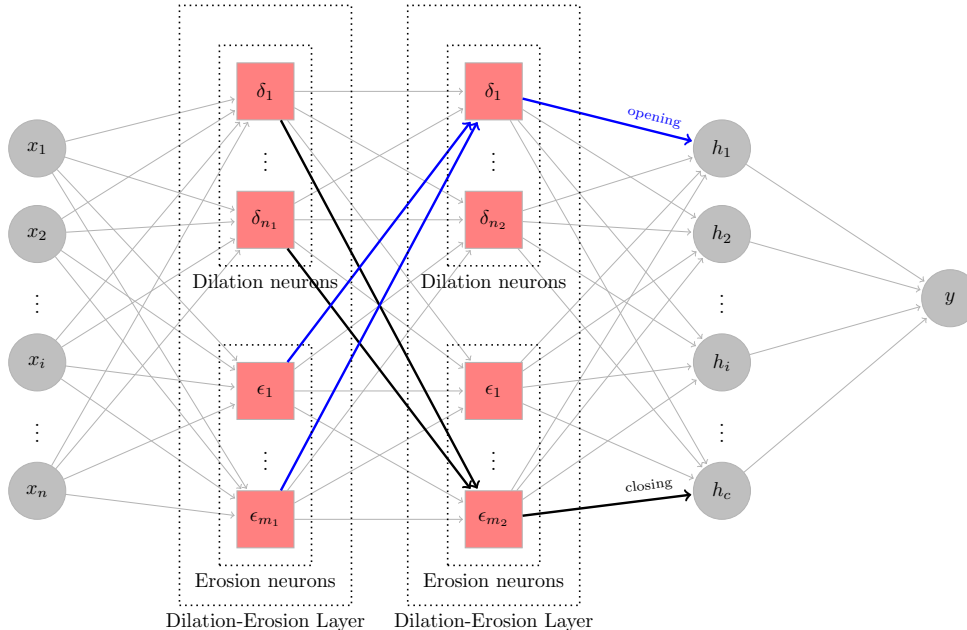 x₁
x₂
⋮
xᵢ
⋮
xₙ
δ₁
⋮
δₙ₁
Dilation neurons
ϵ₁
⋮
ϵₘ₁
Erosion neurons
Dilation-Erosion Layer
δ₁
⋮
δₙ₂
Dilation neurons
ϵ₁
⋮
ϵₘ₂
Erosion neurons
Dilation-Erosion Layer
opening
closing
h₁
h₂
⋮
hᵢ
⋮
h_c
y